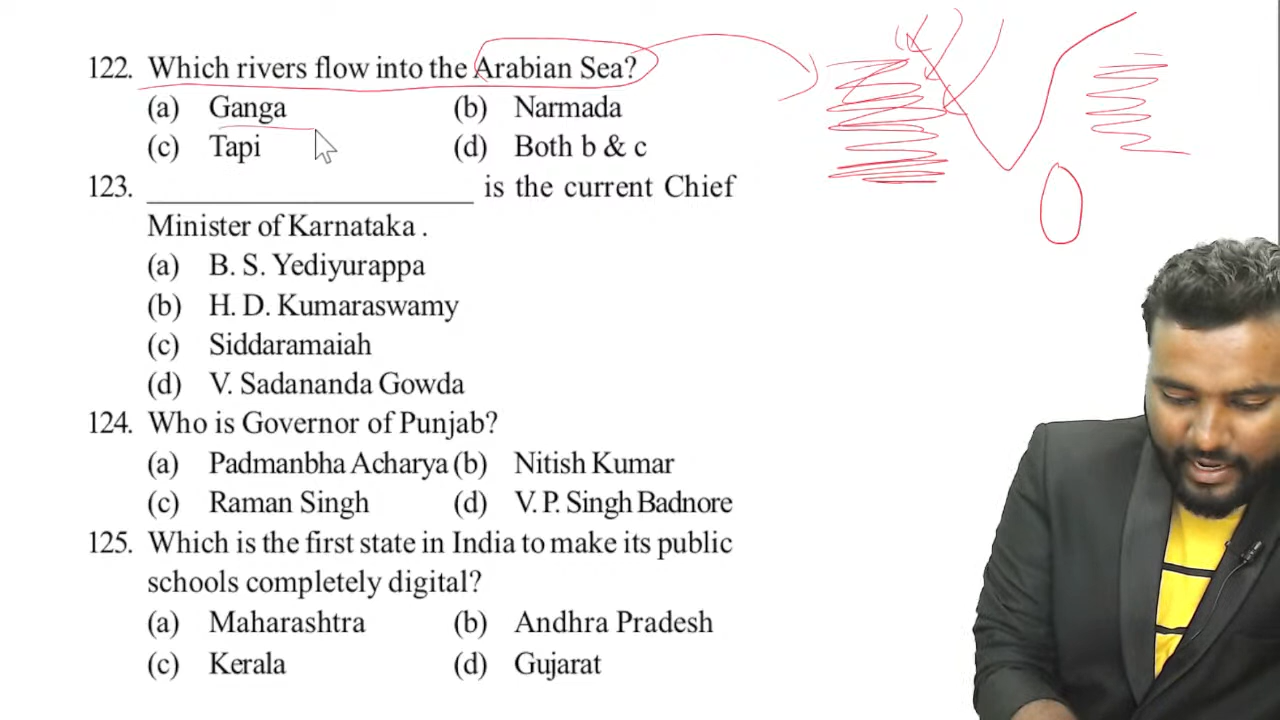 122. Which rivers flow into the Arabian Sea?
(a) Ganga (b) Narmada
(c) Tapi (d) Both b & c
123. ______________________ is the current Chief
Minister of Karnataka .
(a) B. S. Yediyurappa
(b) H. D. Kumaraswamy
(c) Siddaramaiah
(d) V. Sadananda Gowda
124. Who is Governor of Punjab?
(a) Padmanbha Acharya (b) Nitish Kumar
(c) Raman Singh (d) V. P. Singh Badnore
125. Which is the first state in India to make its public
schools completely digital?
(a) Maharashtra (b) Andhra Pradesh
(c) Kerala (d) Gujarat